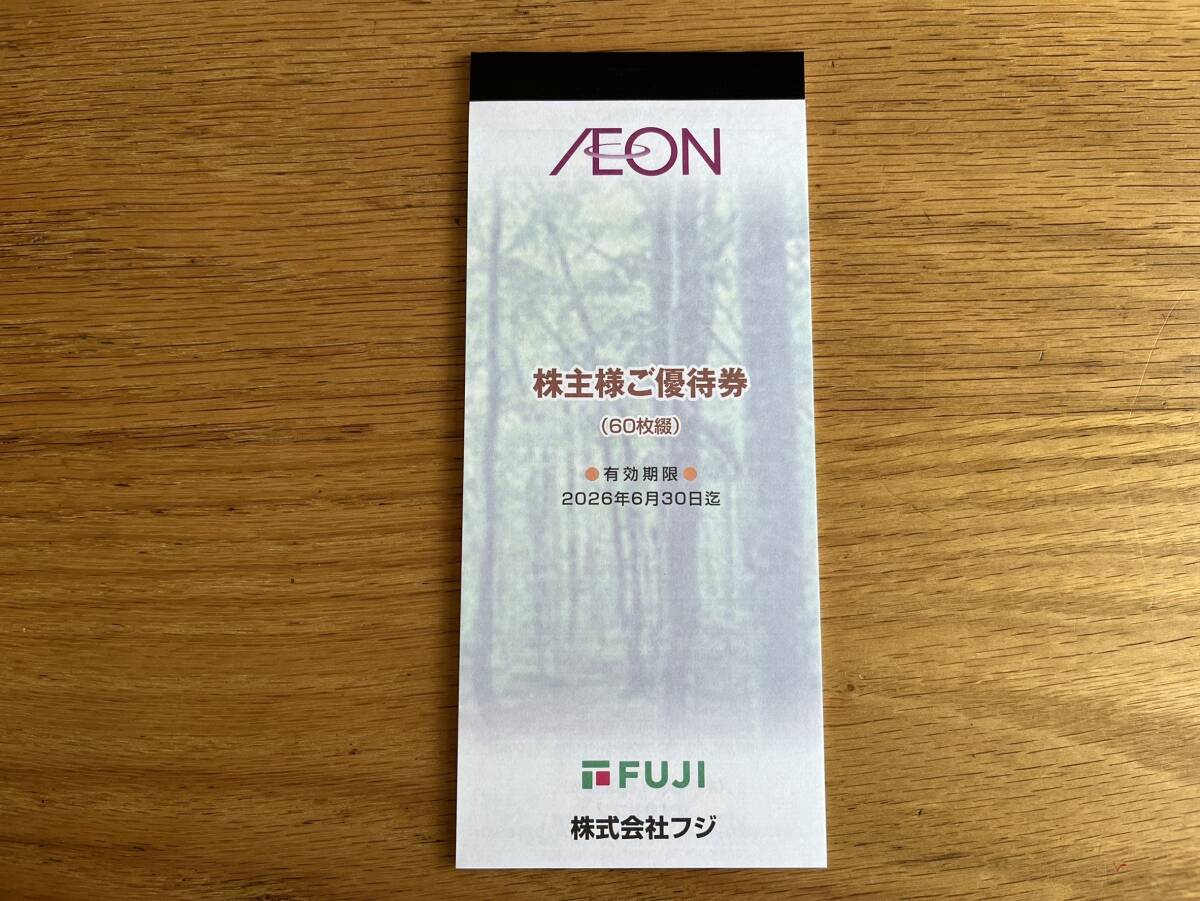 ÆON
株主様ご優待券
(60枚綴)
●有効期限●
2026年6月30日迄
FUJI
株式会社フジ